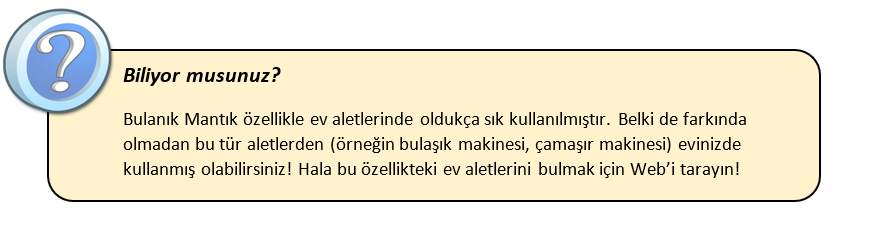 ?
Biliyor musunuz?
Bulanık Mantık özellikle ev aletlerinde oldukça sık kullanılmıştır. Belki de farkında
olmadan bu tür aletlerden (örneğin bulaşık makinesi, çamaşır makinesi) evinizde
kullanmış olabilirsiniz! Hala bu özellikteki ev aletlerini bulmak için Web’i tarayın!